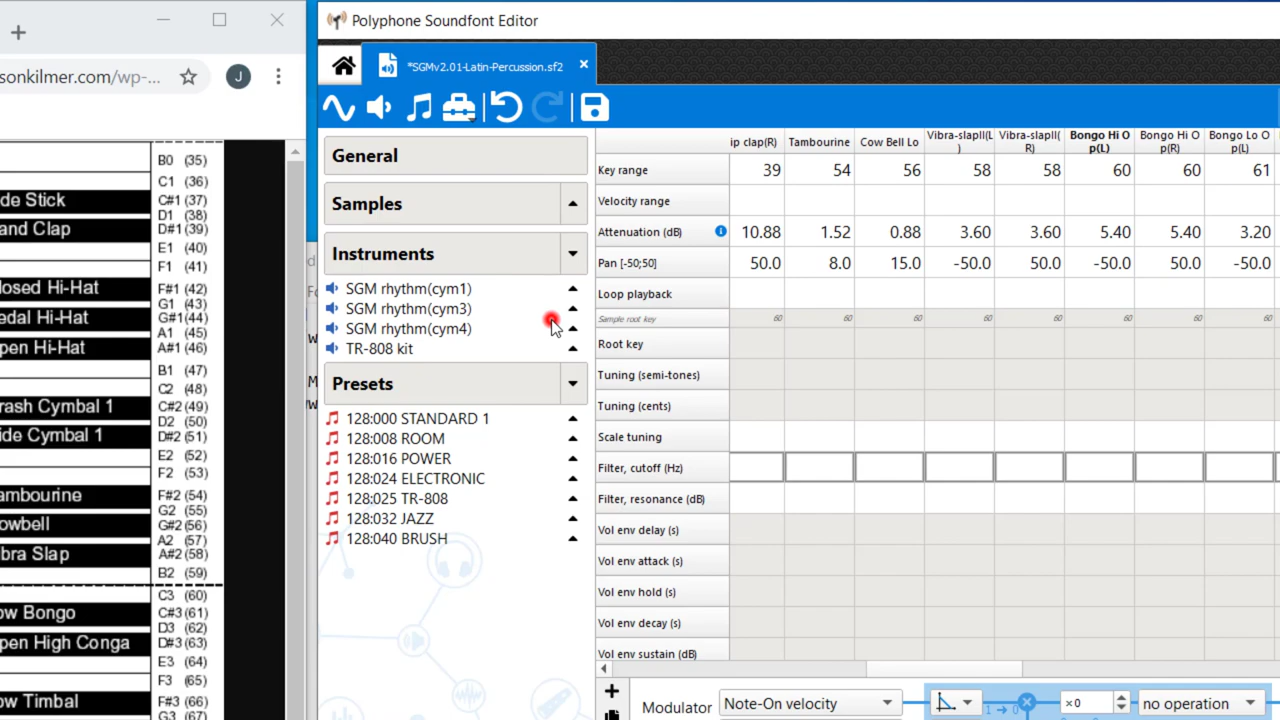 Polyphone Soundfont Editor
*SGMv2.01-Latin-Percussion.sf2
sonkilmer.com/wp-...
J
B0 (35)
C1 (36)
de Stick
C#1 (37)
D1 (38)
and Clap
D#1 (39)
E1 (40)
F1 (41)
losed Hi-Hat
F#1 (42)
G1 (43)
edal Hi-Hat
G#1(44)
A1 (45)
pen Hi-Hat
A#1 (46)
B1 (47)
C2 (48)
rash Cymbal 1
C#2 (49)
D2 (50)
ide Cymbal 1
D#2 (51)
E2 (52)
F2 (53)
ambourine
F#2 (54)
G2 (55)
owbell
G#2(56)
A2 (57)
bra Slap
A#2 (58)
B2 (59)
C3 (60)
ow Bongo
C#3(61)
D3 (62)
pen High Conga
D#3(63)
E3 (64)
F3 (65)
ow Timbal
F#3 (66)
G3 (67)
General
Samples
Instruments
SGM rhythm(cym1)
SGM rhythm(cym3)
SGM rhythm(cym4)
TR-808 kit
Presets
128:000 STANDARD 1
128:008 ROOM
128:016 POWER
128:024 ELECTRONIC
128:025 TR-808
128:032 JAZZ
128:040 BRUSH
ip clap(R) Tambourine Cow Bell Lo Vibra-slapII(L) Vibra-slapII(R) Bongo Hi Op(L) Bongo Hi Op(R) Bongo Lo Op(L)
Key range 39 54 56 58 58 60 60 61
Velocity range
Attenuation (dB) 10.88 1.52 0.88 3.60 3.60 5.40 5.40 3.20
Pan [-50;50] 50.0 8.0 15.0 -50.0 50.0 -50.0 50.0 -50.0
Loop playback
Sample root key 60 60 60 60 60 60 60 60
Root key
Tuning (semi-tones)
Tuning (cents)
Scale tuning
Filter, cutoff (Hz)
Filter, resonance (dB)
Vol env delay (s)
Vol env attack (s)
Vol env hold (s)
Vol env decay (s)
Vol env sustain (dB)
Modulator Note-On velocity 1 → 0 ×0 no operation